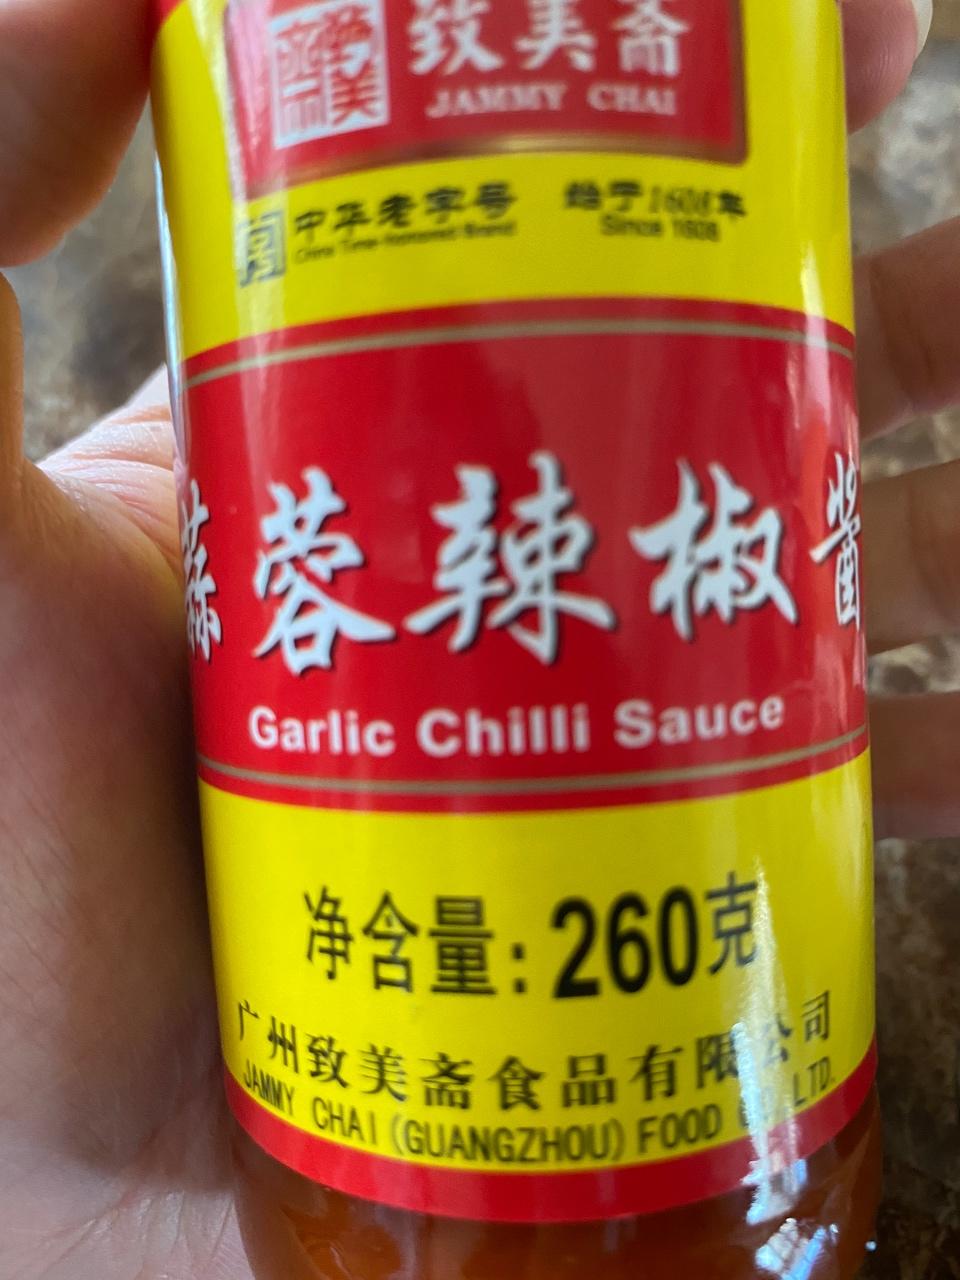 致美斋
JAMMY CHAI
中华老字号 始于1608年
China Time-honored Brand Since 1608
蒜蓉辣椒酱
Garlic Chilli Sauce
净含量:260克
广州致美斋食品有限公司
JAMMY CHAI (GUANGZHOU) FOOD CO.,LTD.